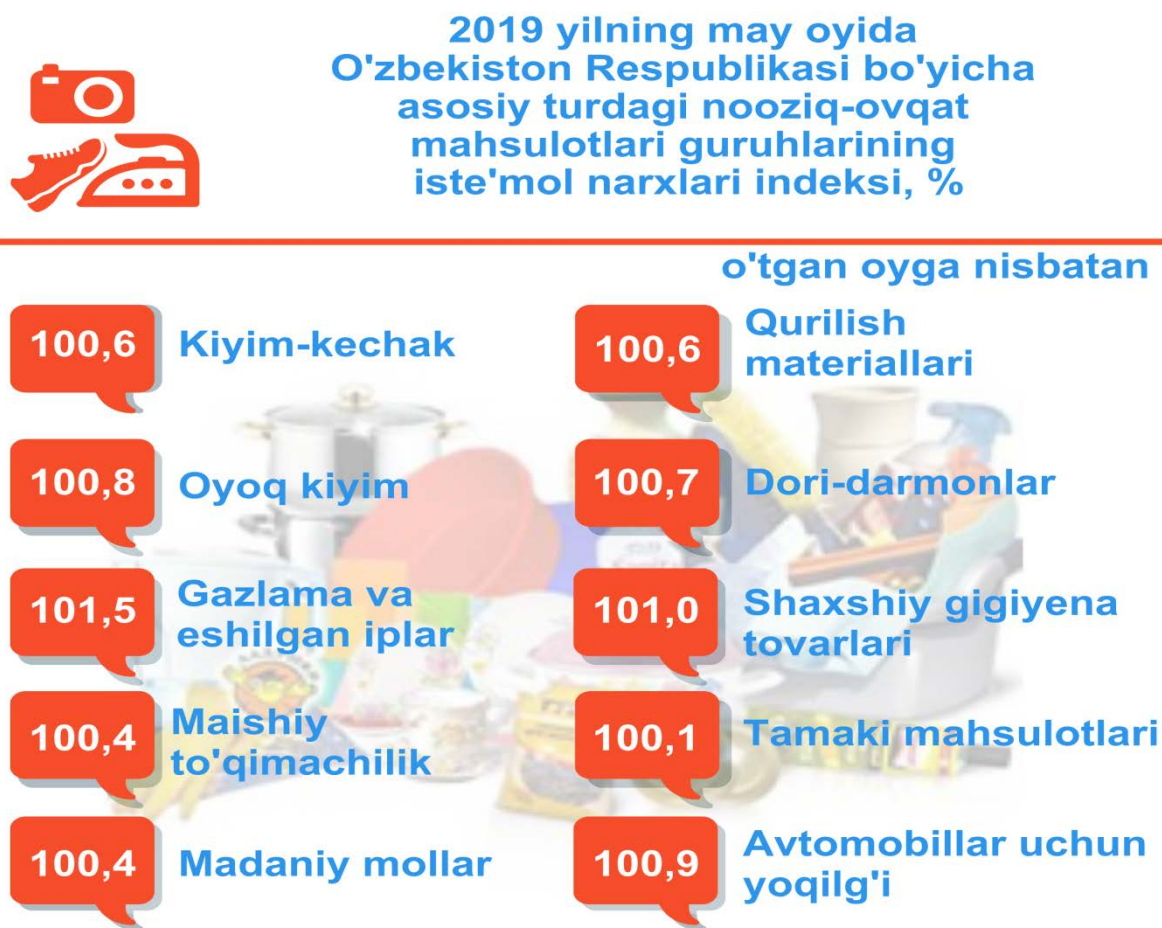 2019 yilning may oyida
O'zbekiston Respublikasi bo'yicha
asosiy turdagi nooziq-ovqat
mahsulotlari guruhlarining
iste'mol narxlari indeksi, %
o'tgan oyga nisbatan
100,6 Kiyim-kechak
100,8 Oyoq kiyim
101,5 Gazlama va
eshilgan iplar
100,4 Maishiy
to'qimachilik
100,4 Madaniy mollar
100,6 Qurilish
materiallari
100,7 Dori-darmonlar
101,0 Shaxshiy gigiyena
tovarlari
100,1 Tamaki mahsulotlari
100,9 Avtomobillar uchun
yoqilg'i